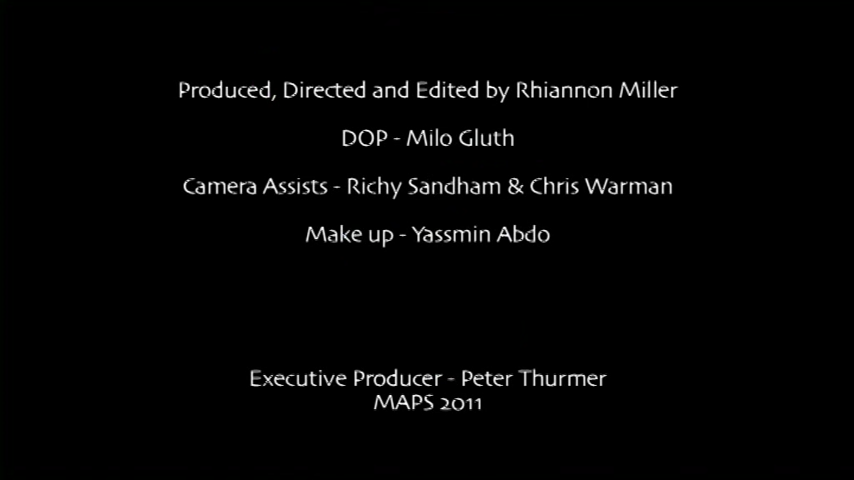 Produced, Directed and Edited by Rhiannon Miller
DOP - Milo Gluth
Camera Assists - Richy Sandham & Chris Warman
Make up - Yassmin Abdo
Executive Producer - Peter Thurmer
MAPS 2011